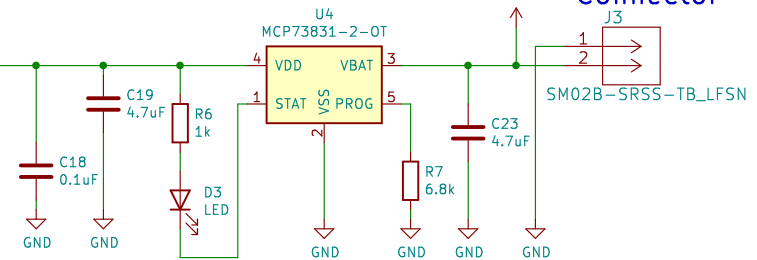 Connector
U4
MCP73831-2-OT
J3
4 VDD VBAT 3
1
2
C19
4.7uF
R6
1k
1 STAT VSS PROG 5
2
SM02B-SRSS-TB_LFSN
C23
4.7uF
C18
0.1uF
D3
LED
R7
6.8k
GND GND GND GND GND GND